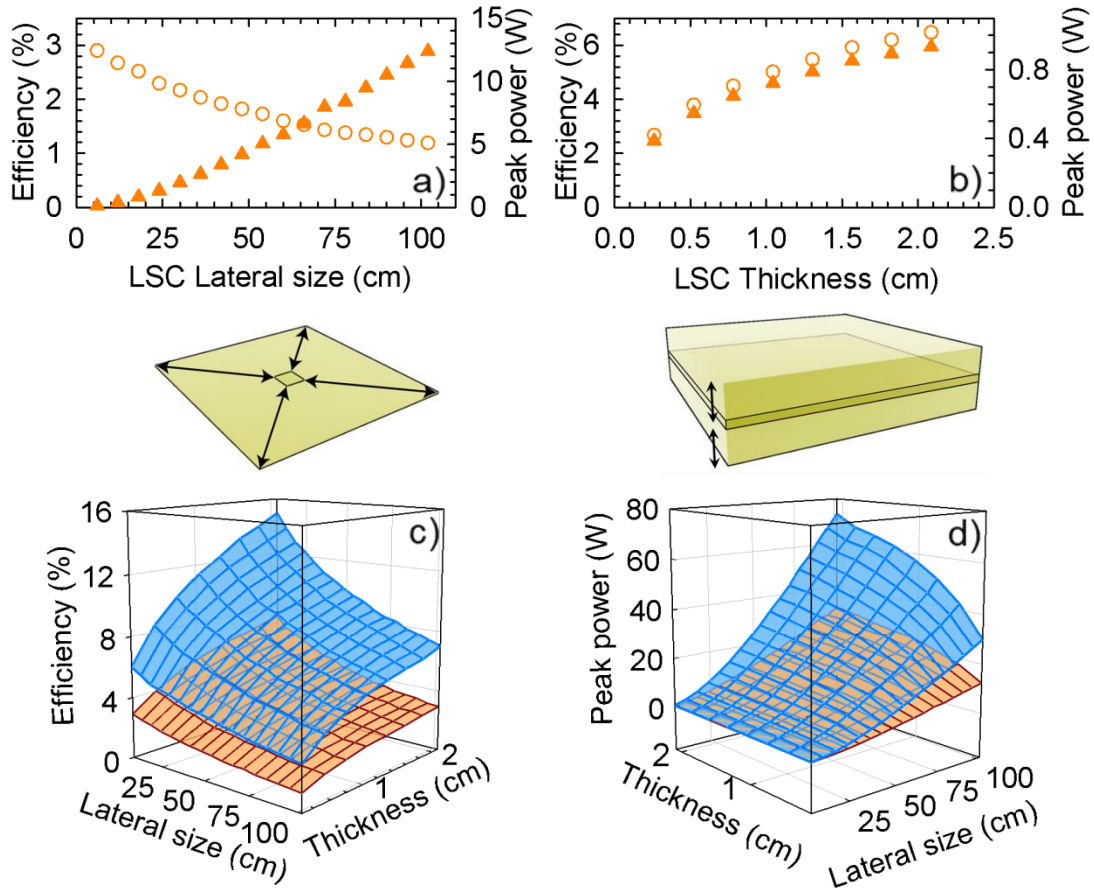 a)
Efficiency (%)
3
2
1
0
Peak power (W)
15
10
5
0
0 25 50 75 100
LSC Lateral size (cm)
b)
Efficiency (%)
6
4
2
0
Peak power (W)
0.8
0.4
0.0
0.0 0.5 1.0 1.5 2.0 2.5
LSC Thickness (cm)
c)
Efficiency (%)
16
12
8
4
0
25 50 75 100
Lateral size (cm)
1 2
Thickness (cm)
d)
Peak power (W)
80
60
40
20
0
2 1
Thickness (cm)
25 50 75 100
Lateral size (cm)